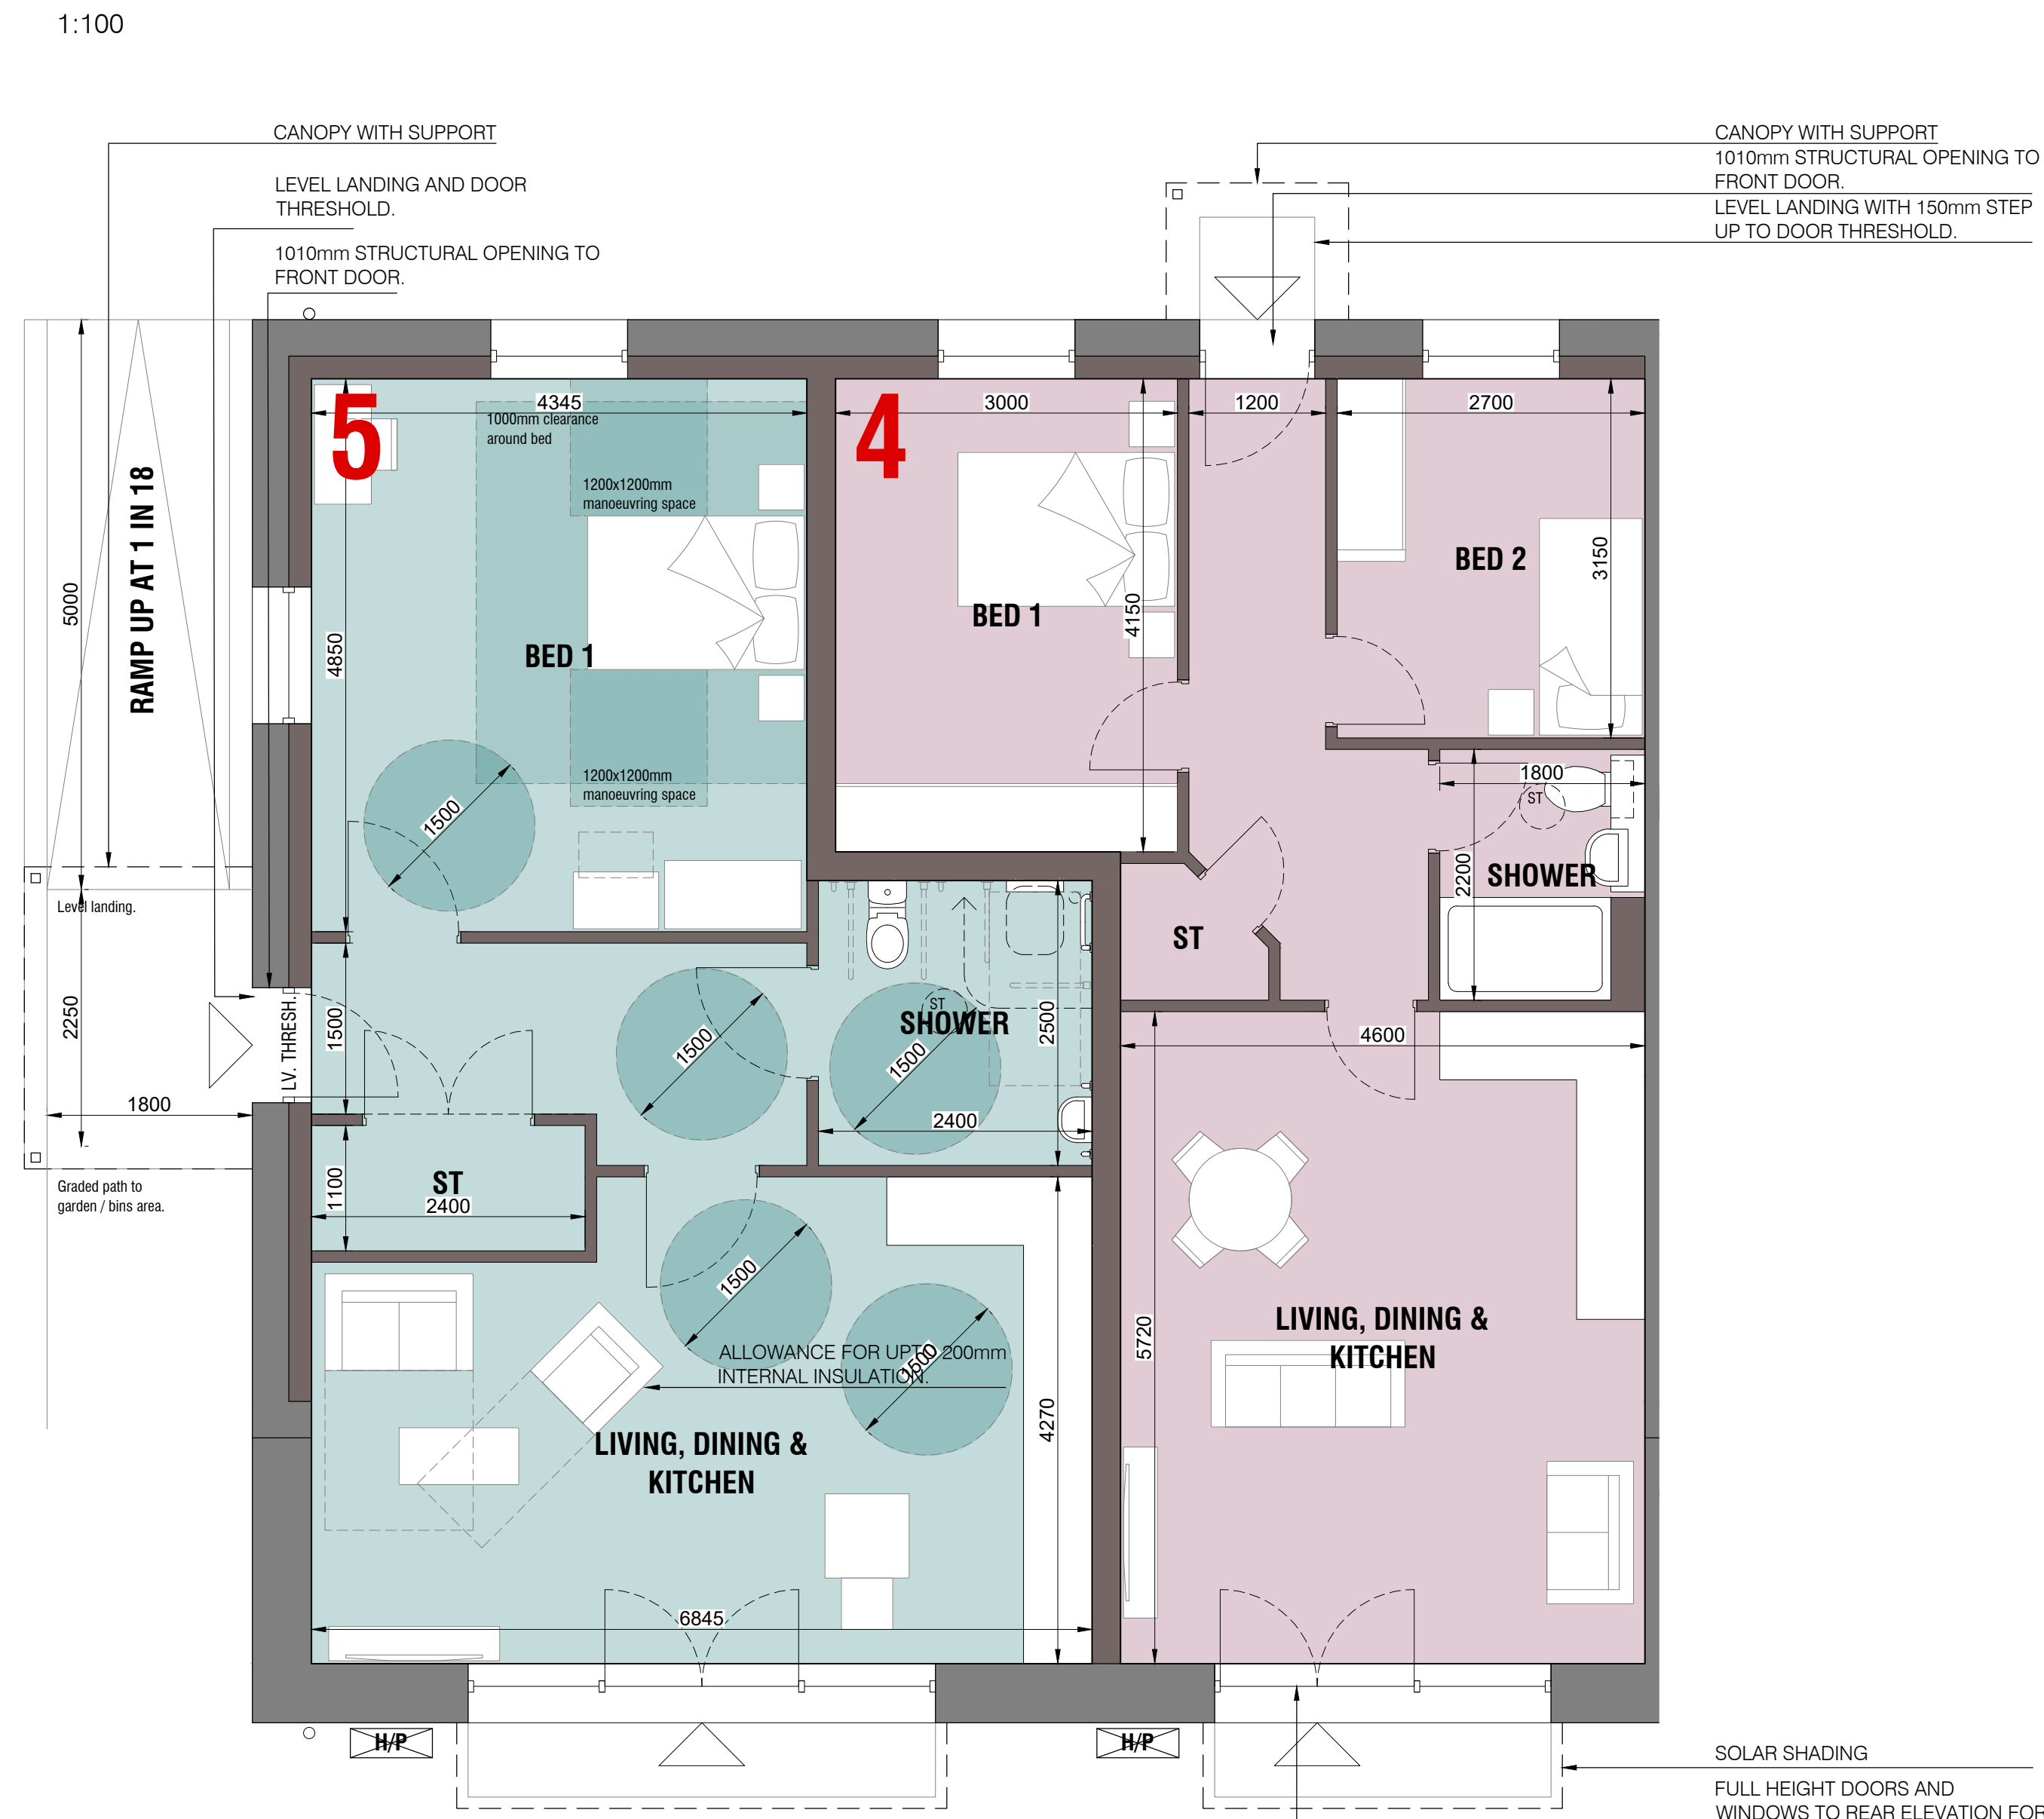 1:100
CANOPY WITH SUPPORT
LEVEL LANDING AND DOOR
THRESHOLD.
1010mm STRUCTURAL OPENING TO
FRONT DOOR.
CANOPY WITH SUPPORT
1010mm STRUCTURAL OPENING TO
FRONT DOOR.
LEVEL LANDING WITH 150mm STEP
UP TO DOOR THRESHOLD.
5
4345
1000mm clearance
around bed
1200x1200mm
manoeuvring space
4850
BED 1
1200x1200mm
manoeuvring space
1500
4
3000
1200
2700
BED 1
4150
BED 2
3150
5000
RAMP UP AT 1 IN 18
Level landing.
2250
1800
Graded path to
garden / bins area.
LV. THRESH.
1500
1500
ST
SHOWER
1500
2500
2400
1100
ST
2400
1800
ST
2200
SHOWER
ST
4600
1500
ALLOWANCE FOR UPTO 200mm
INTERNAL INSULATION.
1500
LIVING, DINING &
KITCHEN
4270
6845
5720
LIVING, DINING &
KITCHEN
H/P
H/P
SOLAR SHADING
FULL HEIGHT DOORS AND
WINDOWS TO REAR ELEVATION FOR